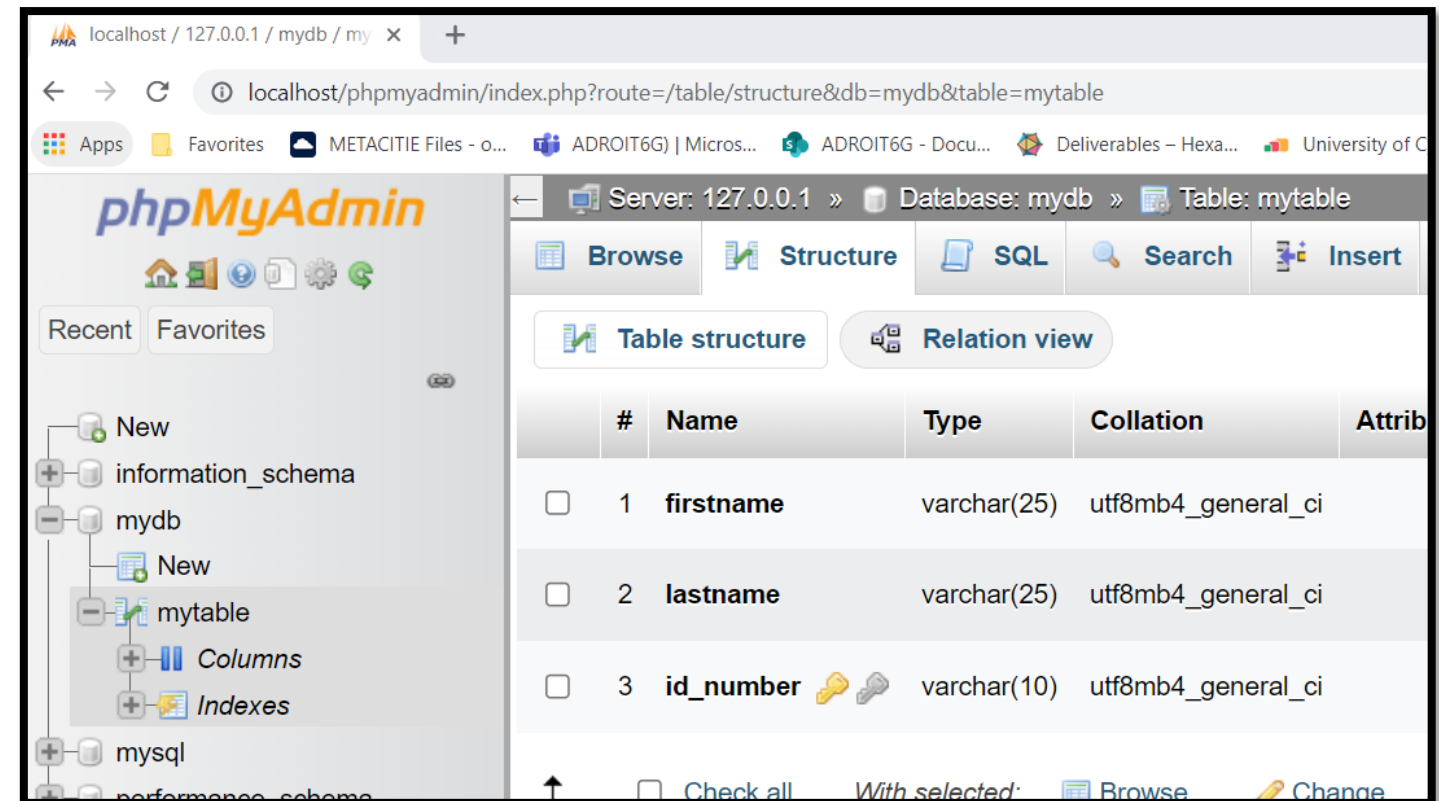 PMA localhost / 127.0.0.1 / mydb / my
localhost/phpmyadmin/index.php?route=/table/structure&db=mydb&table=mytable
Apps Favorites METACITIE Files - o... ADROIT6G) | Micros... ADROIT6G - Docu... Deliverables – Hexa... University of C
phpMyAdmin
Recent Favorites
New
information_schema
mydb
New
mytable
Columns
Indexes
mysql
performance_schema
Server: 127.0.0.1 » Database: mydb » Table: mytable
Browse Structure SQL Search Insert
Table structure Relation view
# Name Type Collation Attrib
1 firstname varchar(25) utf8mb4_general_ci
2 lastname varchar(25) utf8mb4_general_ci
3 id_number varchar(10) utf8mb4_general_ci
Check all With selected: Browse Change